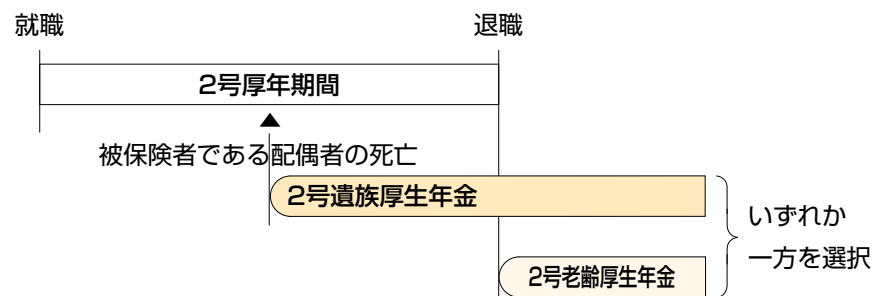 就職
退職
2号厚年期間
▲
被保険者である配偶者の死亡
2号遺族厚生年金
いずれか
一方を選択
2号老齢厚生年金